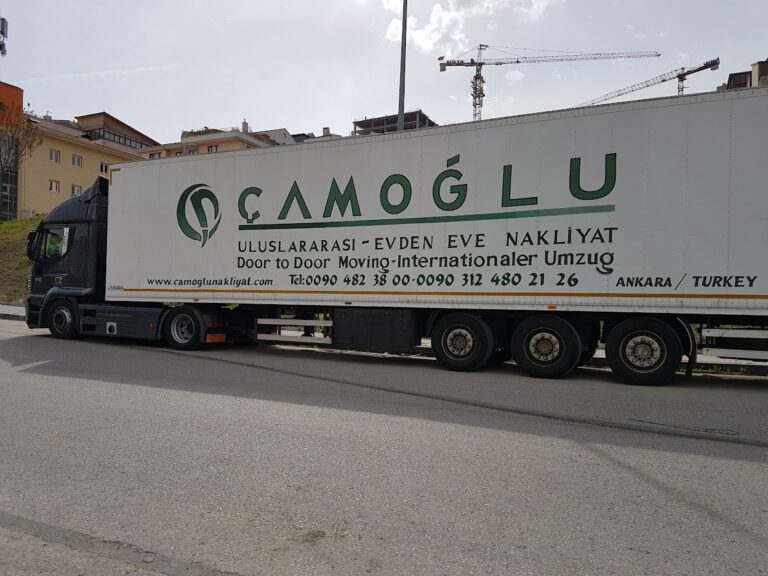 ÇAMOĞLU
ULUSLARARASI - EVDEN EVE NAKLİYAT
Door to Door Moving-Internationaler Umzug
www.camoglunakliyat.com Tel:0090 482 38 00-0090 312 480 21 26 ANKARA / TURKEY